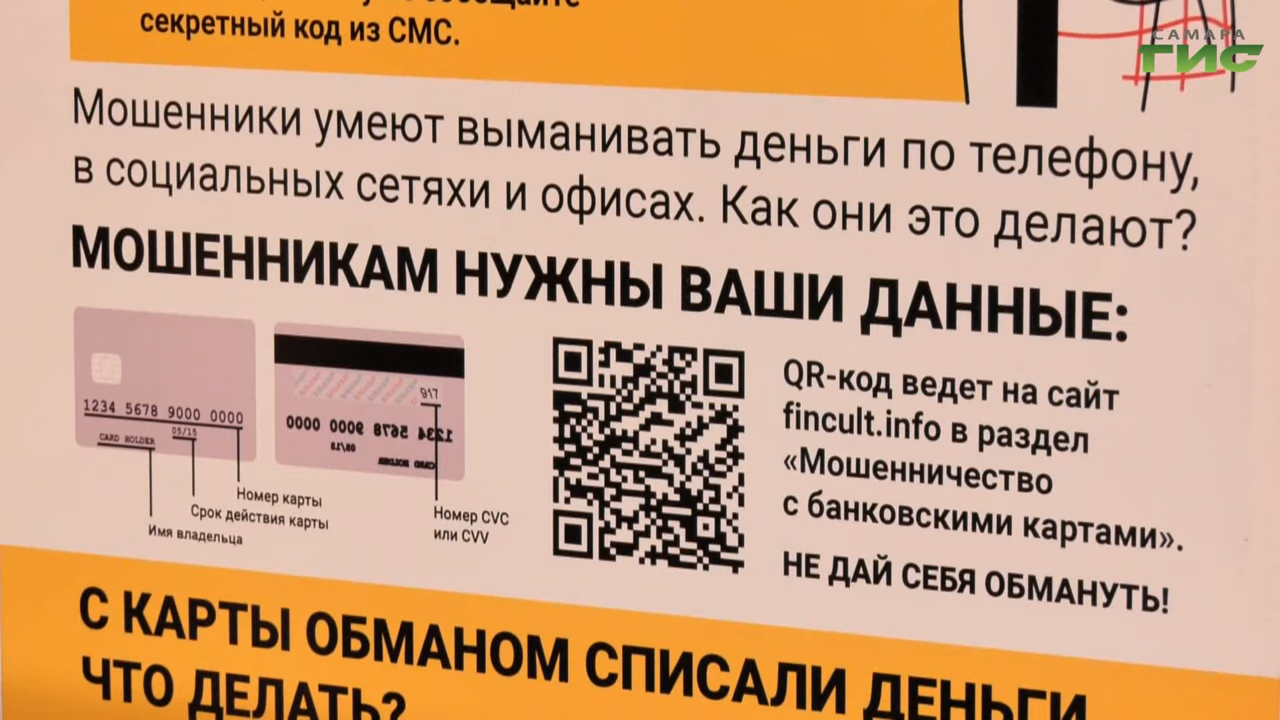 секретный код из СМС.
САМАРА
ГИС
Мошенники умеют выманивать деньги по телефону,
в социальных сетяхи и офисах. Как они это делают?
МОШЕННИКАМ НУЖНЫ ВАШИ ДАННЫЕ:
1234 5678 9000 0000
05/15
CARD HOLDER
Номер карты
Срок действия карты
Имя владельца
917
1234 5678 9000 0000
CARD HOLDER
Номер CVC
или CVV
QR-код ведет на сайт
fincult.info в раздел
«Мошенничество
с банковскими картами».
НЕ ДАЙ СЕБЯ ОБМАНУТЬ!
С КАРТЫ ОБМАНОМ СПИСАЛИ ДЕНЬГИ
ЧТО ДЕЛАТЬ?